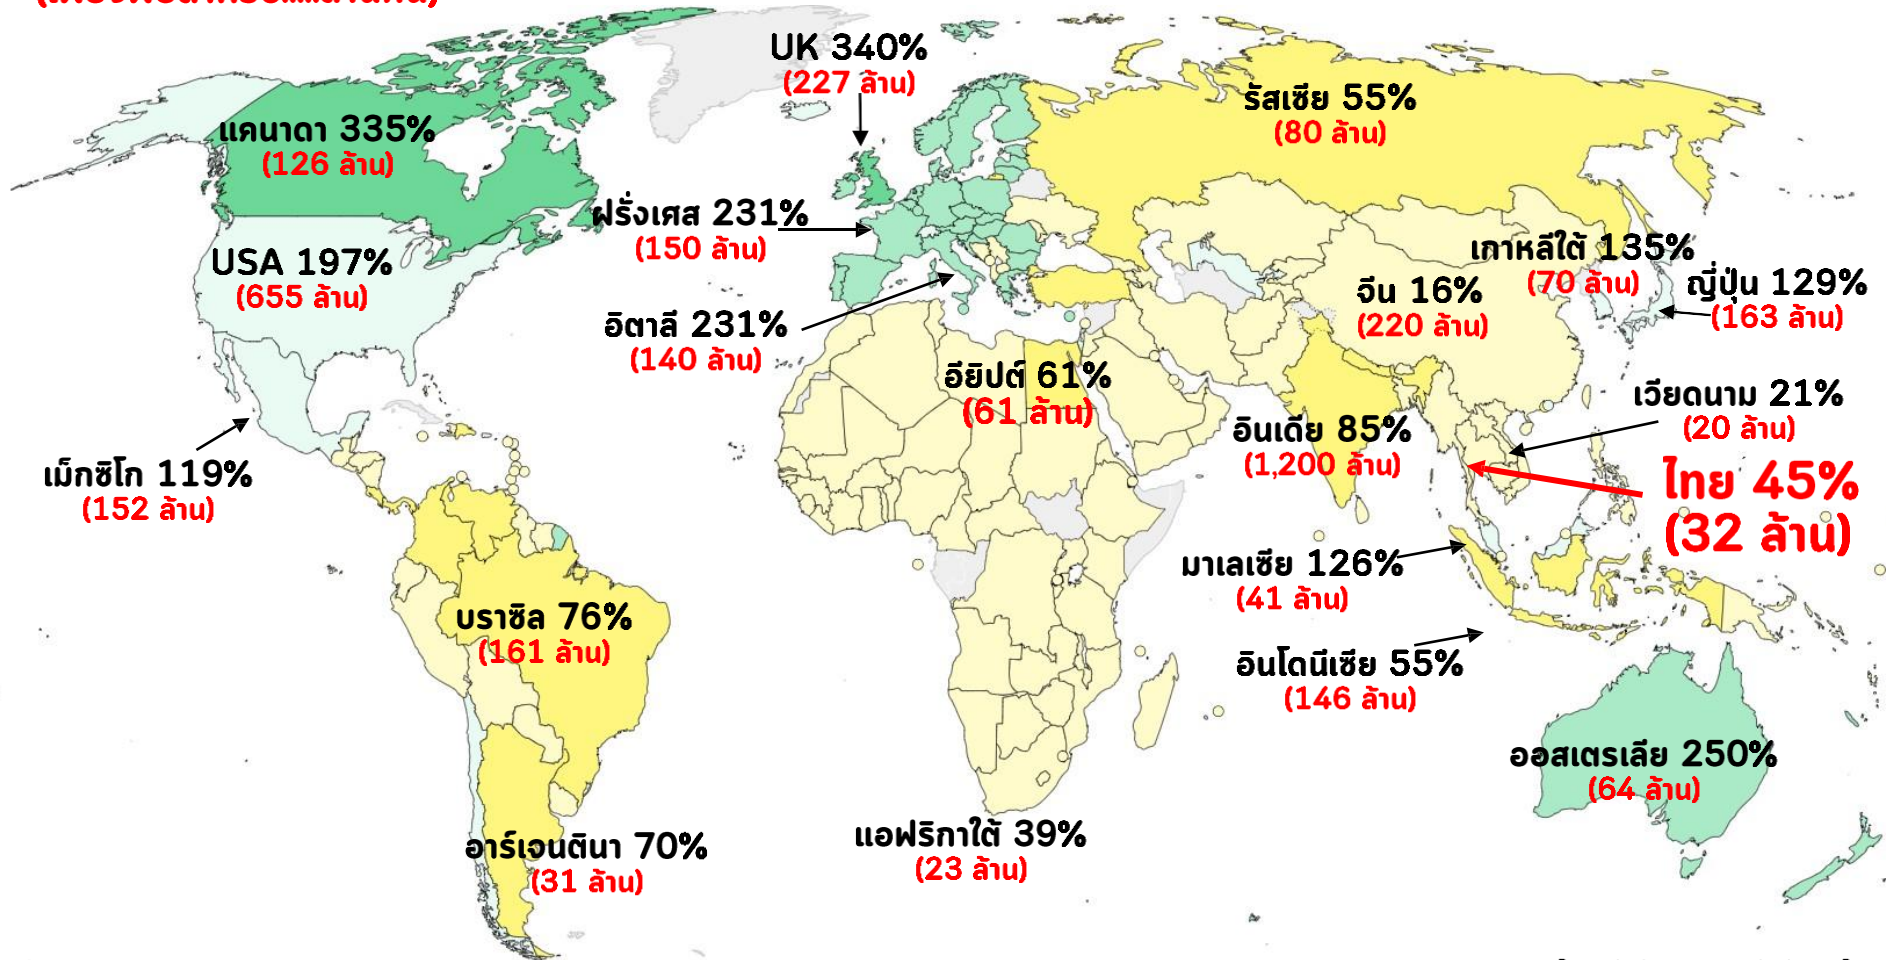 UK 340%
(227 ล้าน)
รัสเซีย 55%
(80 ล้าน)
แคนาดา 335%
(126 ล้าน)
ฝรั่งเศส 231%
(150 ล้าน)
USA 197%
(655 ล้าน)
เกาหลีใต้ 135%
(70 ล้าน)
จีน 16%
(220 ล้าน)
ญี่ปุ่น 129%
(163 ล้าน)
อิตาลี 231%
(140 ล้าน)
อียิปต์ 61%
(61 ล้าน)
เวียดนาม 21%
(20 ล้าน)
อินเดีย 85%
(1,200 ล้าน)
เม็กซิโก 119%
(152 ล้าน)
ไทย 45%
(32 ล้าน)
มาเลเซีย 126%
(41 ล้าน)
บราซิล 76%
(161 ล้าน)
อินโดนีเซีย 55%
(146 ล้าน)
ออสเตรเลีย 250%
(64 ล้าน)
อาร์เจนตินา 70%
(31 ล้าน)
แอฟริกาใต้ 39%
(23 ล้าน)